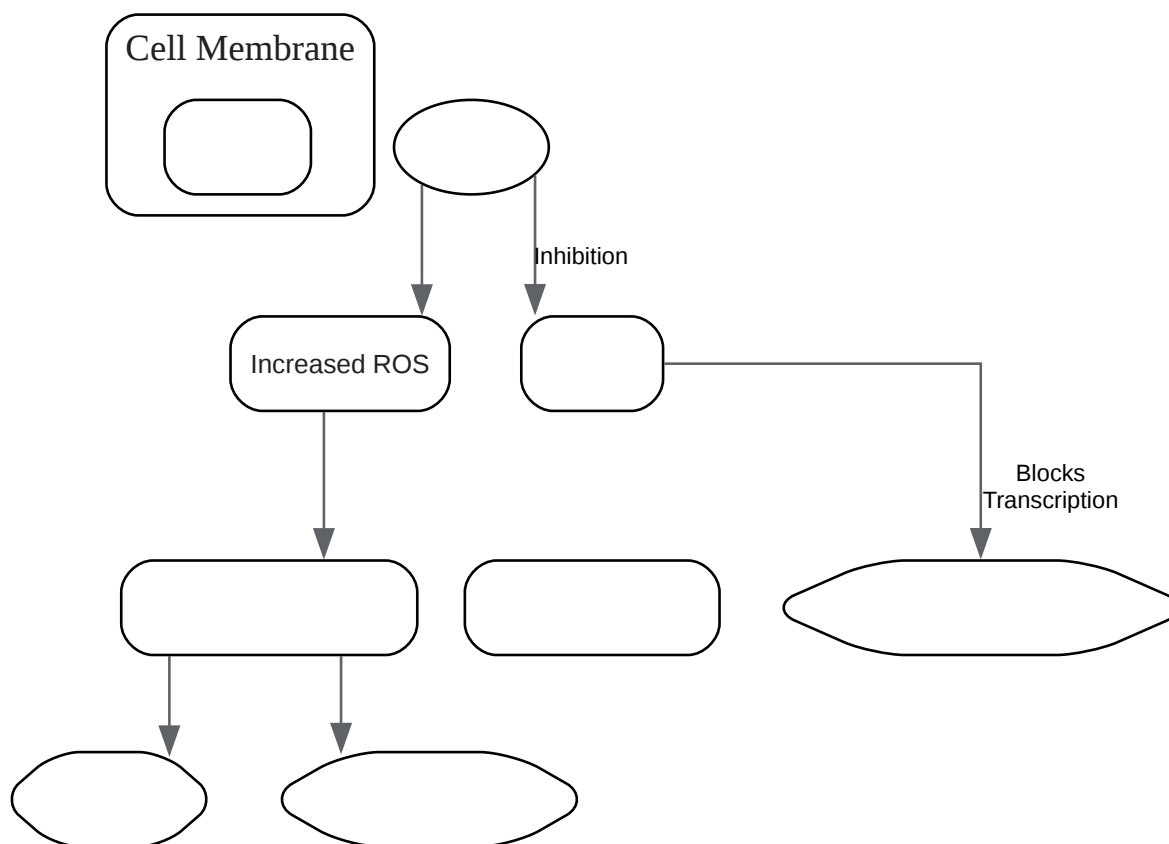 Cell Membrane
Inhibition
Increased ROS
Blocks
Transcription